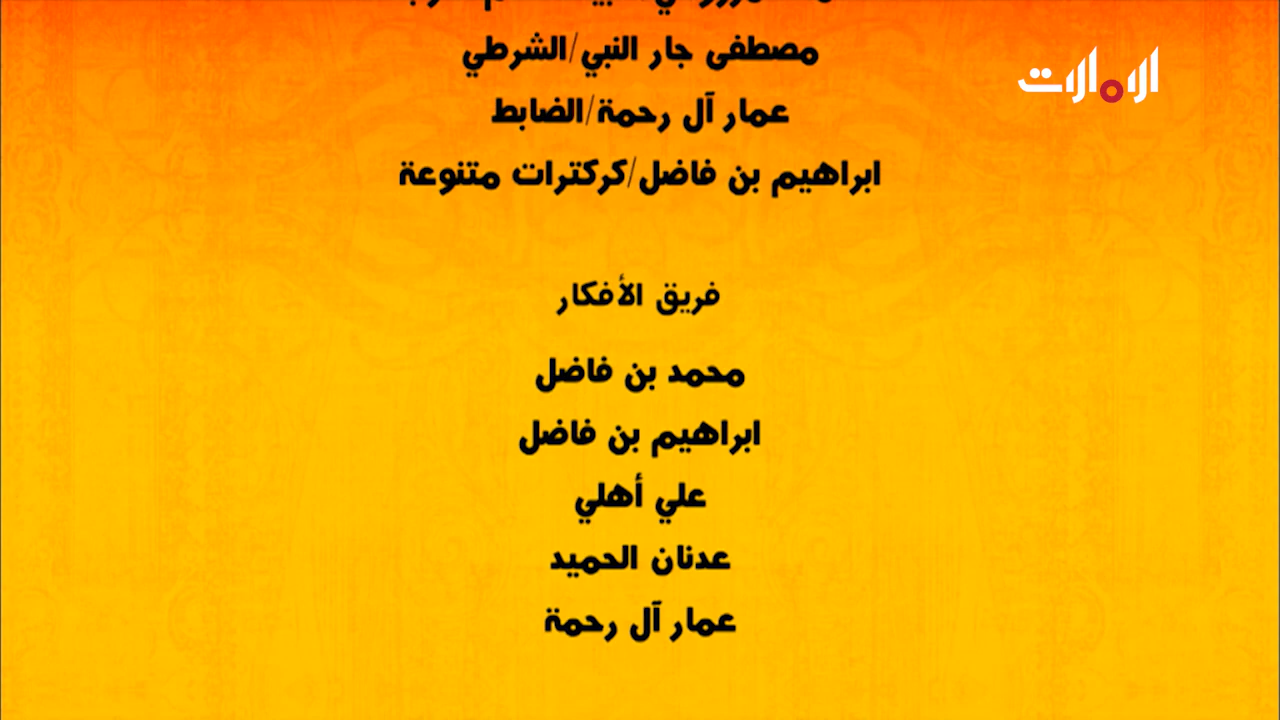 مصطفى جار النبي/الشرطي
الامارات
عمار آل رحمة/الضابط
ابراهيم بن فاضل/كركترات متنوعة
فريق الأفكار
محمد بن فاضل
ابراهيم بن فاضل
علي أهلي
عدنان الحميد
عمار آل رحمة